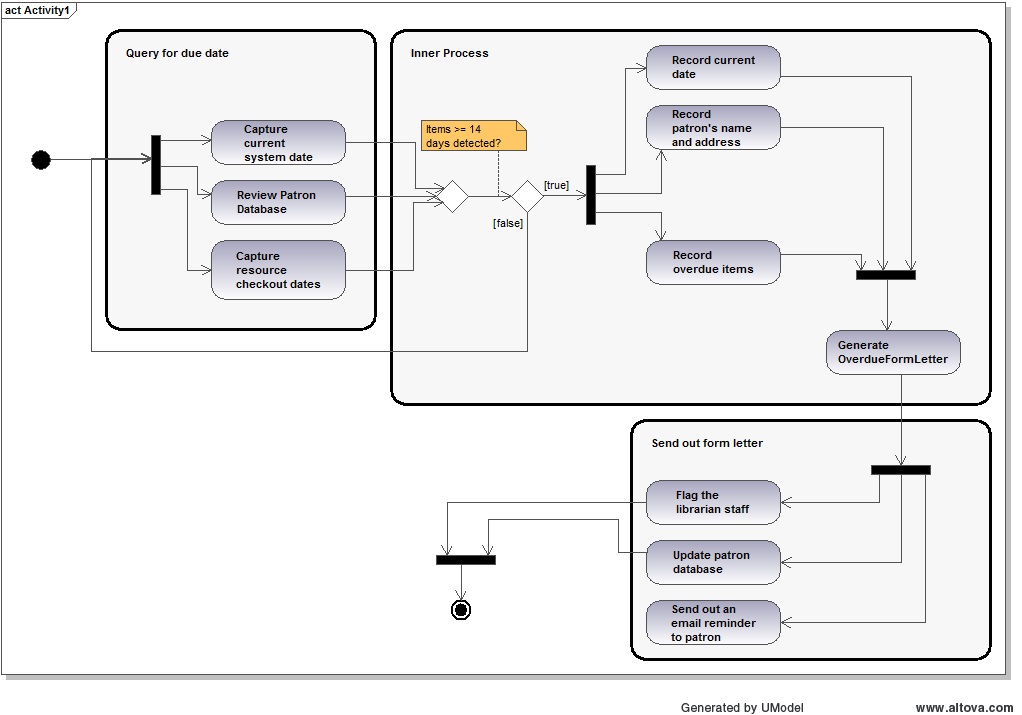 act Activity1
Query for due date
Capture
current
system date
Review Patron
Database
Capture
resource
checkout dates
Inner Process
Items >= 14
days detected?
[true]
[false]
Record current
date
Record
patron's name
and address
Record
overdue items
Generate
OverdueFormLetter
Send out form letter
Flag the
librarian staff
Update patron
database
Send out an
email reminder
to patron
Generated by UModel
www.altova.com